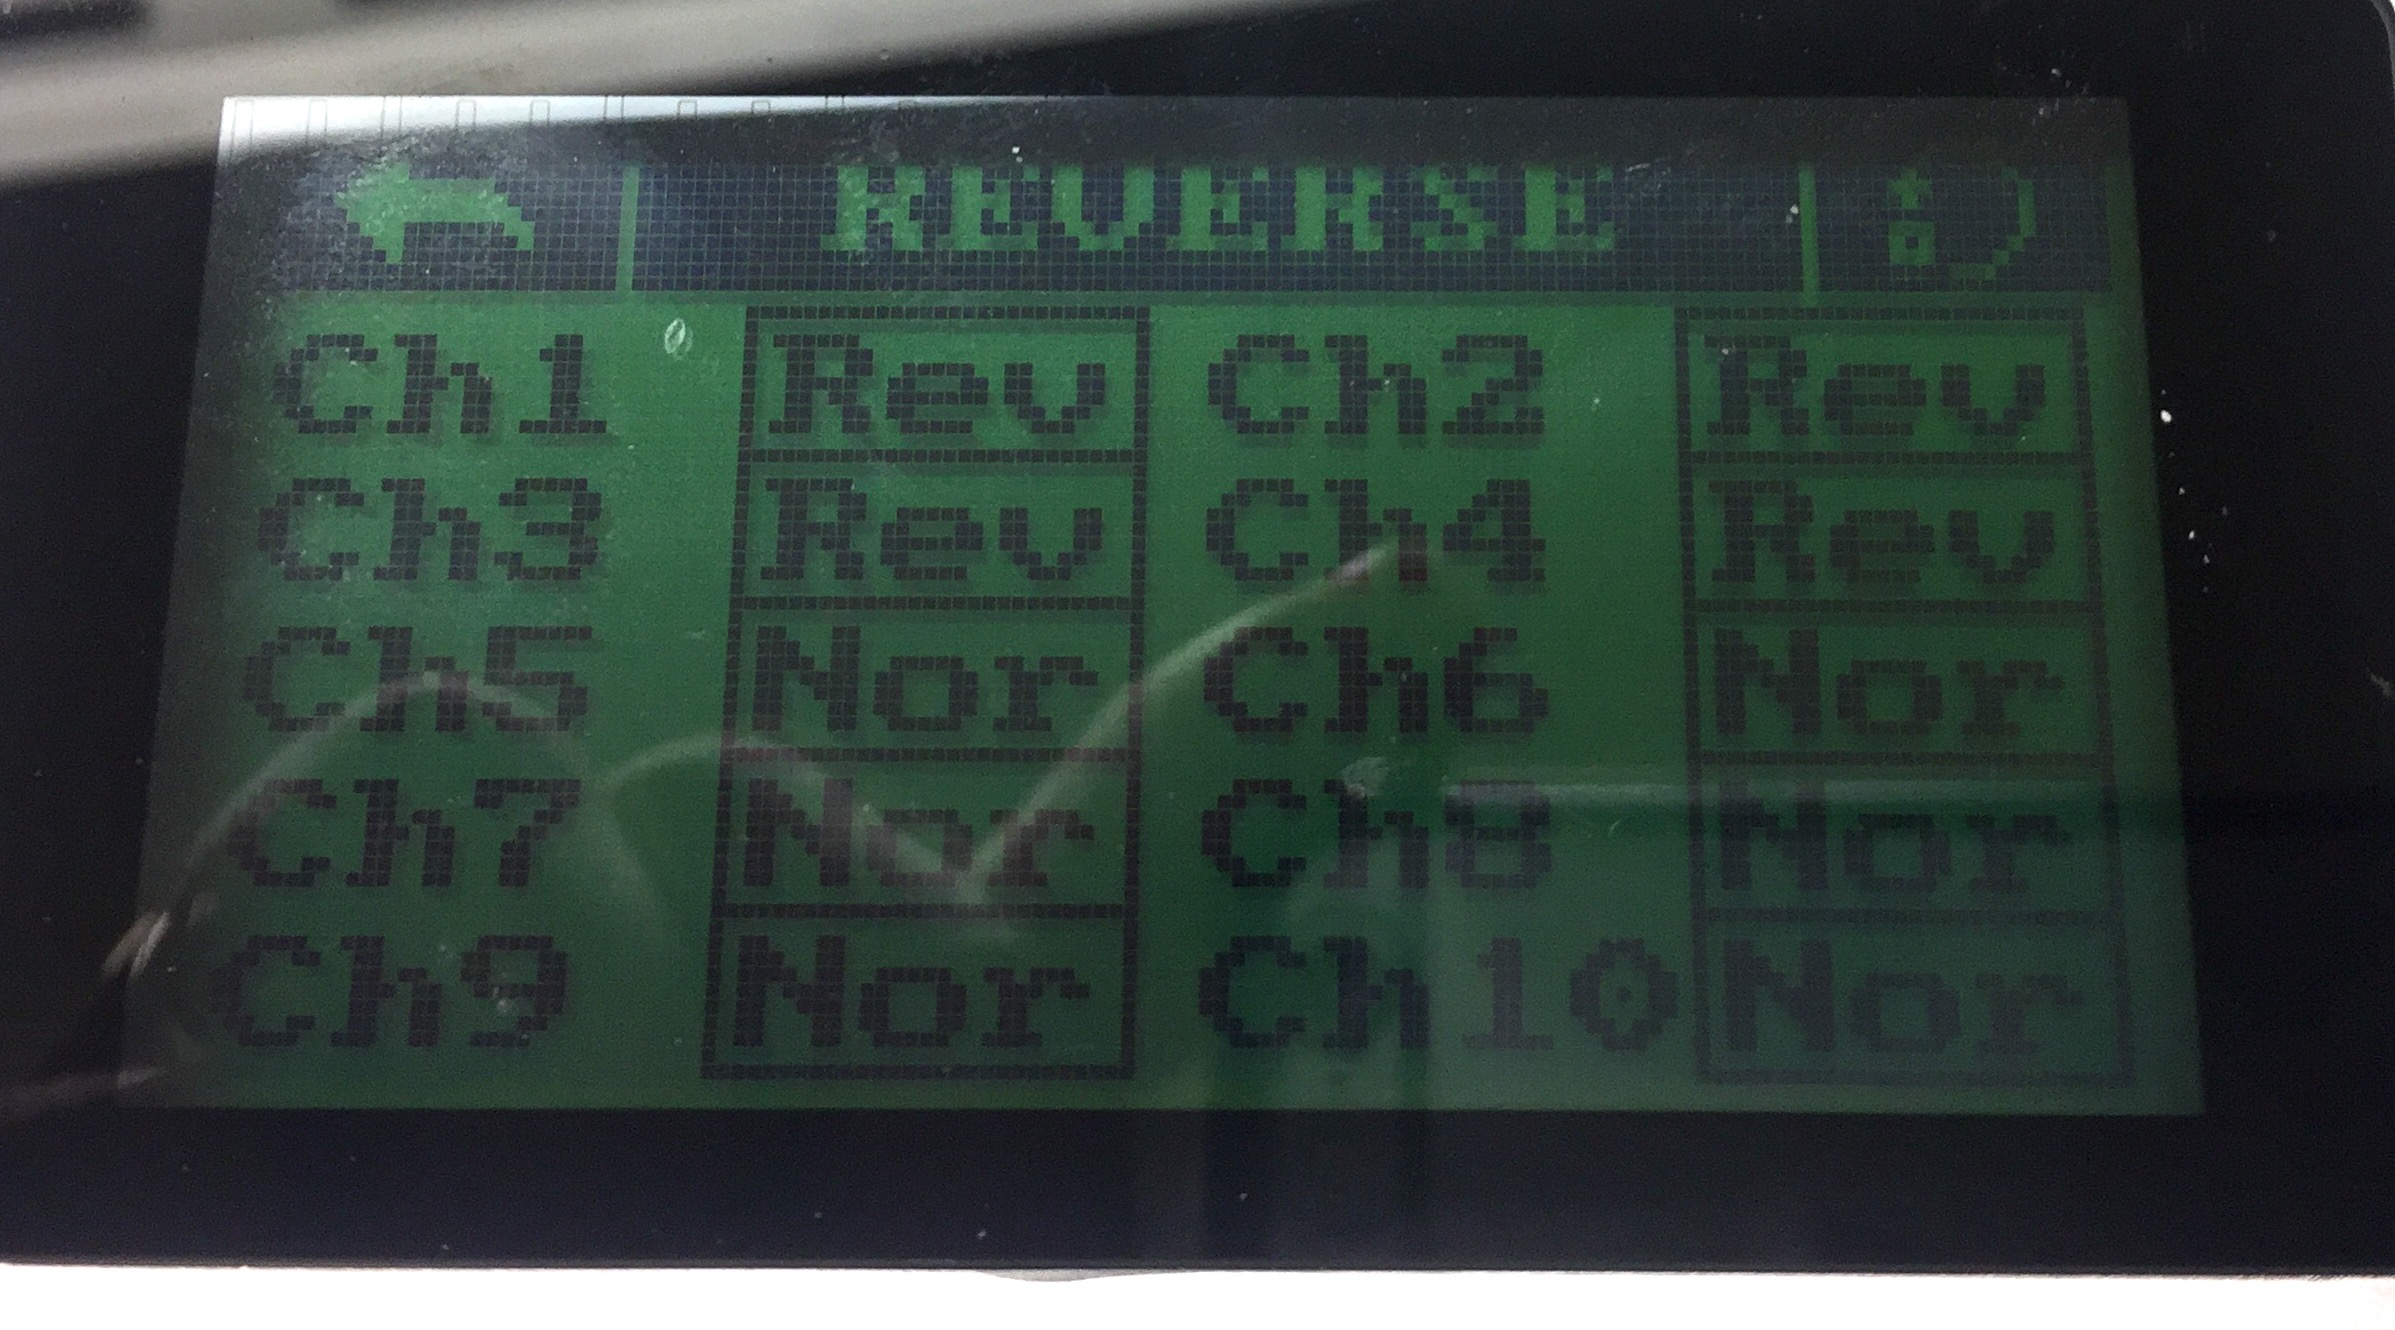 REVERSE
Ch1 Rev Ch2 Rev
Ch3 Rev Ch4 Rev
Ch5 Nor Ch6 Nor
Ch7 Nor Ch8 Nor
Ch9 Nor Ch10 Nor